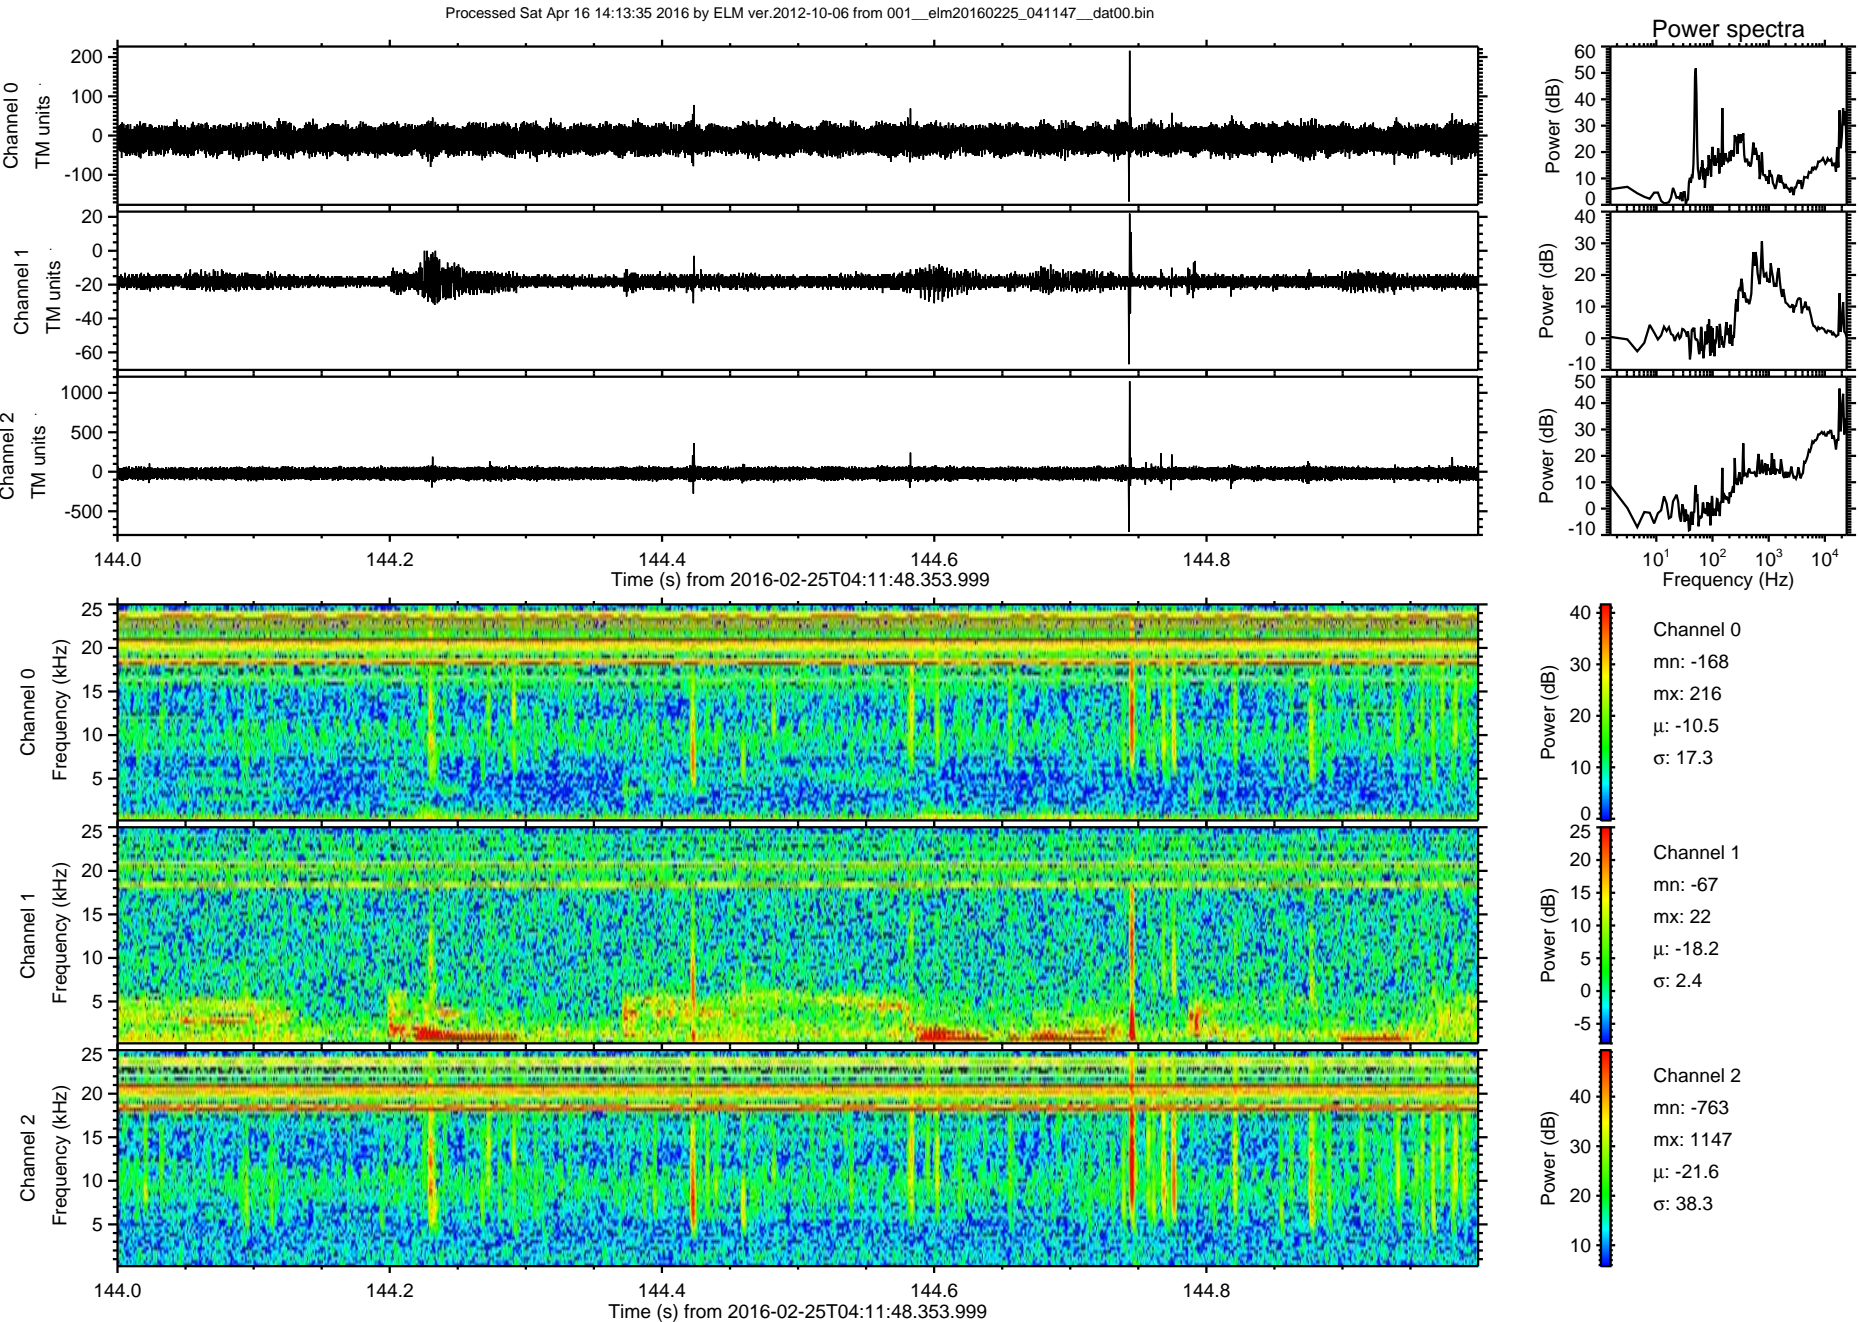 Processed Sat Apr 16 14:13:35 2016 by ELM ver.2012-10-06 from 001__elm20160225_041147__dat00.bin
Power spectra
Channel 0
TM units
200
100
0
-100
Power (dB)
60
50
40
30
20
10
0
Channel 1
TM units
20
0
-20
-40
-60
Power (dB)
40
30
20
10
0
-10
Channel 2
TM units
1000
500
0
-500
Power (dB)
50
40
30
20
10
0
-10
144.0 144.2 144.4 144.6 144.8
Time (s) from 2016-02-25T04:11:48.353.999
10^1 10^2 10^3 10^4
Frequency (Hz)
Channel 0
Frequency (kHz)
25
20
15
10
5
Power (dB)
40
30
20
10
0
Channel 0
mn: -168
mx: 216
μ: -10.5
σ: 17.3
Channel 1
Frequency (kHz)
25
20
15
10
5
Power (dB)
25
20
15
10
5
0
-5
Channel 1
mn: -67
mx: 22
μ: -18.2
σ: 2.4
Channel 2
Frequency (kHz)
25
20
15
10
5
Power (dB)
40
30
20
10
Channel 2
mn: -763
mx: 1147
μ: -21.6
σ: 38.3
144.0 144.2 144.4 144.6 144.8
Time (s) from 2016-02-25T04:11:48.353.999